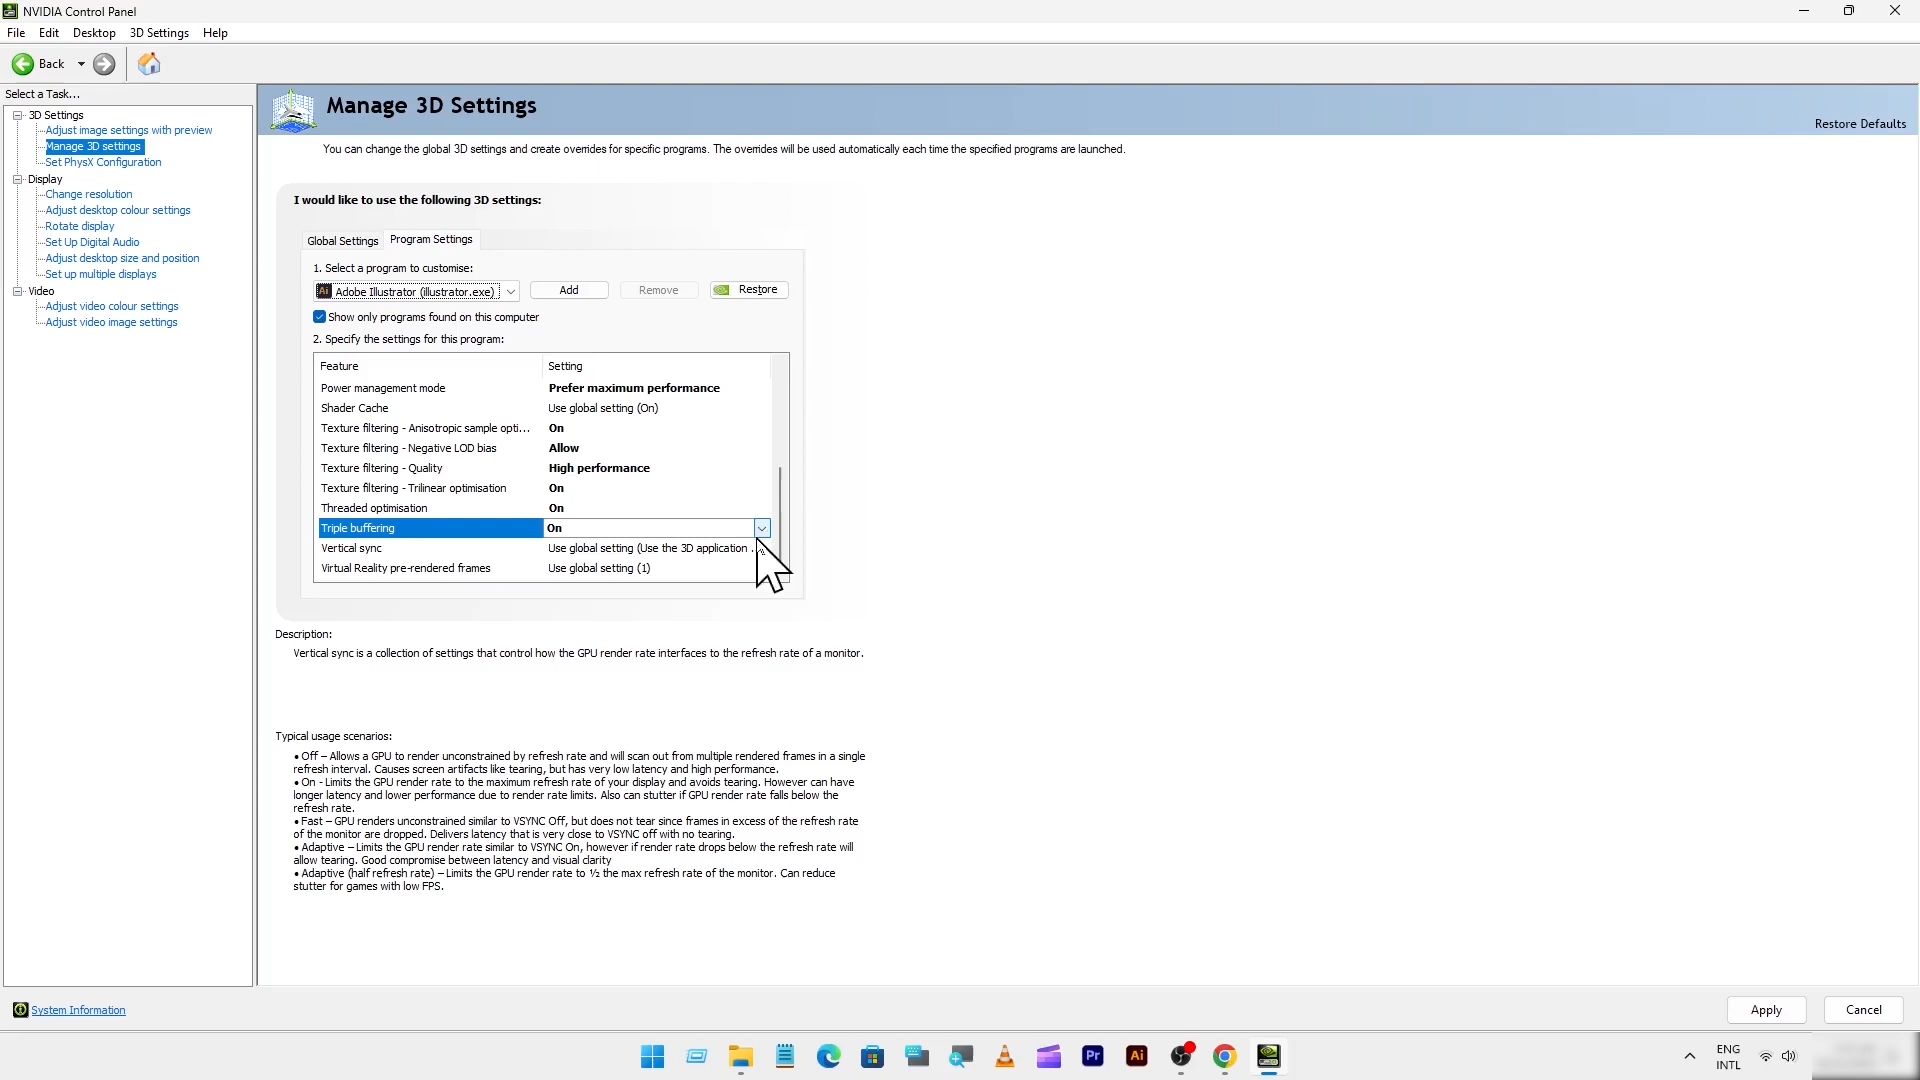 NVIDIA Control Panel
File Edit Desktop 3D Settings Help
Back
Select a Task...
3D Settings
Adjust image settings with preview
Manage 3D settings
Set PhysX Configuration
Display
Change resolution
Adjust desktop colour settings
Rotate display
Set Up Digital Audio
Adjust desktop size and position
Set up multiple displays
Video
Adjust video colour settings
Adjust video image settings
Manage 3D Settings
Restore Defaults
You can change the global 3D settings and create overrides for specific programs. The overrides will be used automatically each time the specified programs are launched.
I would like to use the following 3D settings:
Global Settings Program Settings
1. Select a program to customise:
Ai Adobe Illustrator (illustrator.exe) Add Remove Restore
Show only programs found on this computer
2. Specify the settings for this program:
Feature Setting
Power management mode Prefer maximum performance
Shader Cache Use global setting (On)
Texture filtering - Anisotropic sample opti... On
Texture filtering - Negative LOD bias Allow
Texture filtering - Quality High performance
Texture filtering - Trilinear optimisation On
Threaded optimisation On
Triple buffering On
Vertical sync Use global setting (Use the 3D application ...
Virtual Reality pre-rendered frames Use global setting (1)
Description:
Vertical sync is a collection of settings that control how the GPU render rate interfaces to the refresh rate of a monitor.
Typical usage scenarios:
• Off – Allows a GPU to render unconstrained by refresh rate and will scan out from multiple rendered frames in a single
refresh interval. Causes screen artifacts like tearing, but has very low latency and high performance.
• On - Limits the GPU render rate to the maximum refresh rate of your display and avoids tearing. However can have
longer latency and lower performance due to render rate limits. Also can stutter if GPU render rate falls below the
refresh rate.
• Fast – GPU renders unconstrained similar to VSYNC Off, but does not tear since frames in excess of the refresh rate
of the monitor are dropped. Delivers latency that is very close to VSYNC off with no tearing.
• Adaptive – Limits the GPU render rate similar to VSYNC On, however if render rate drops below the refresh rate will
allow tearing. Good compromise between latency and visual clarity
• Adaptive (half refresh rate) – Limits the GPU render rate to ½ the max refresh rate of the monitor. Can reduce
stutter for games with low FPS.
System Information
Apply Cancel
Pr Ai
ENG
INTL